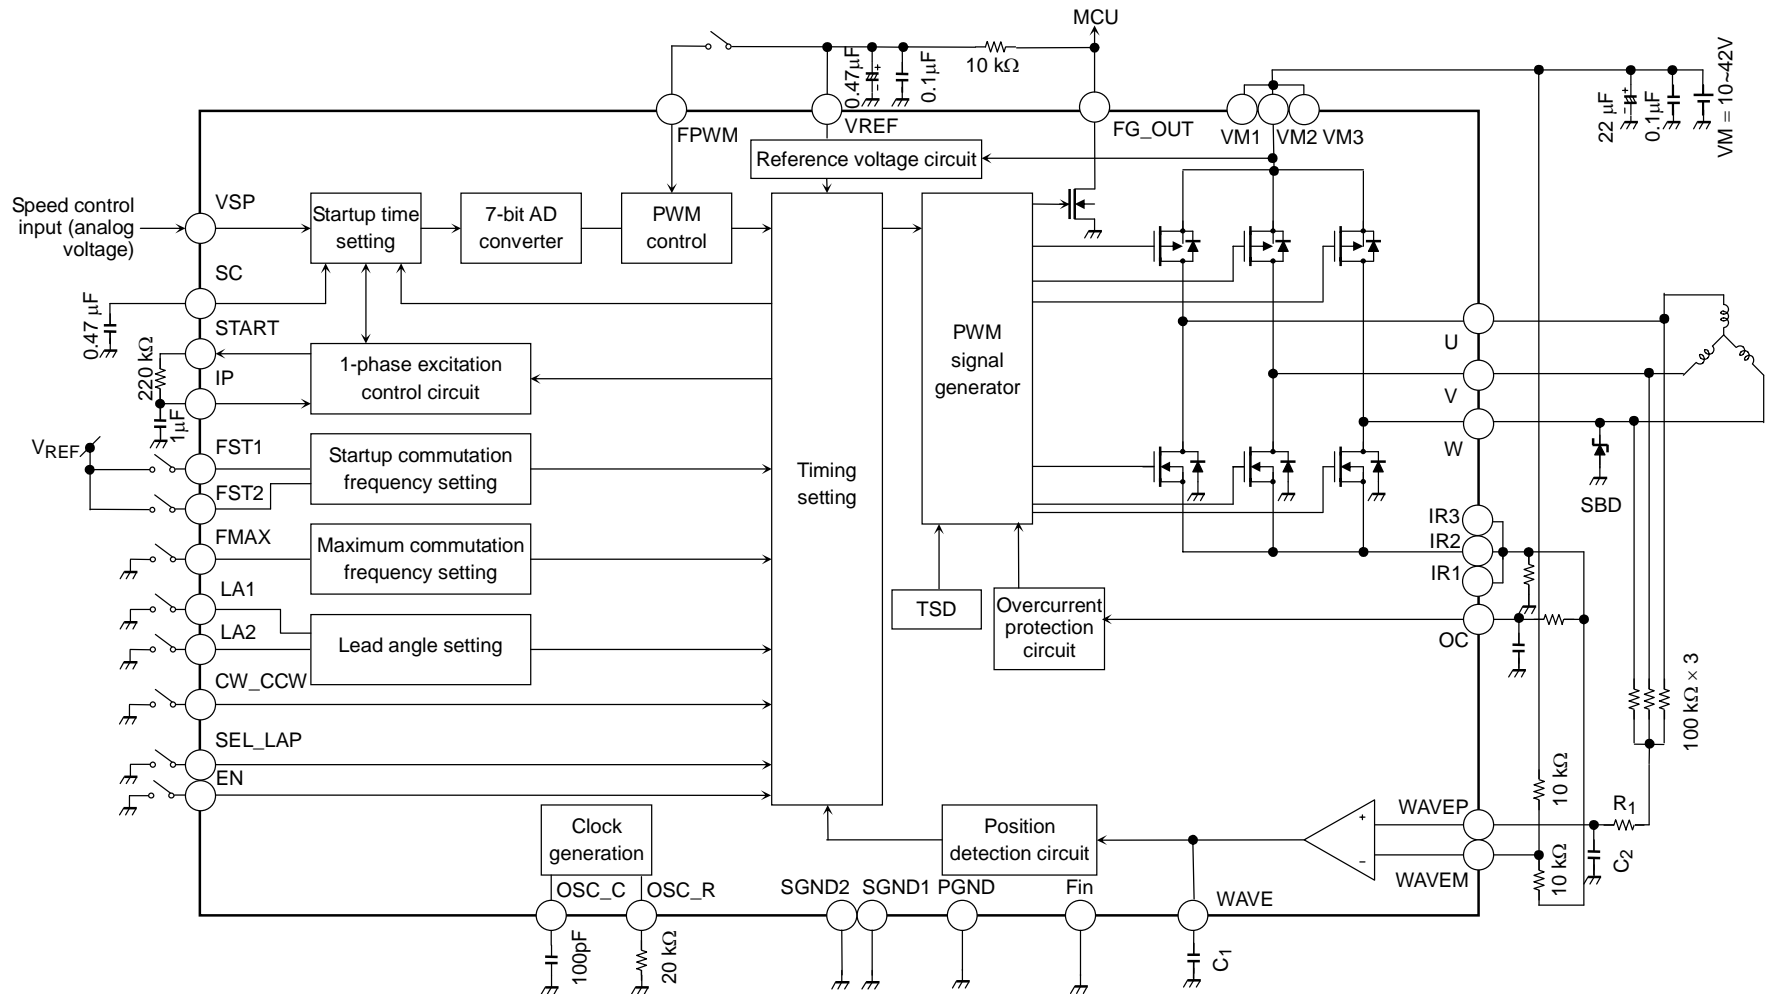 MCU
0.47µF
0.1µF
10 kΩ
22 µF
0.1µF
VM = 10~42V
FPWM
VREF
FG_OUT
VM1
VM2
VM3
Reference voltage circuit
Speed control
input (analog
voltage)
VSP
Startup time
setting
7-bit AD
converter
PWM
control
SC
0.47 µF
START
220 kΩ
IP
1µF
1-phase excitation
control circuit
PWM
signal
generator
U
V
W
SBD
VREF
FST1
FST2
Startup commutation
frequency setting
Timing
setting
FMAX
Maximum commutation
frequency setting
IR3
IR2
IR1
LA1
LA2
Lead angle setting
TSD
Overcurrent
protection
circuit
OC
100 kΩ × 3
CW_CCW
SEL_LAP
EN
Clock
generation
Position
detection circuit
+
−
WAVEP
WAVEM
10 kΩ
10 kΩ
R1
C2
OSC_C
OSC_R
SGND2
SGND1
PGND
Fin
WAVE
100pF
20 kΩ
C1